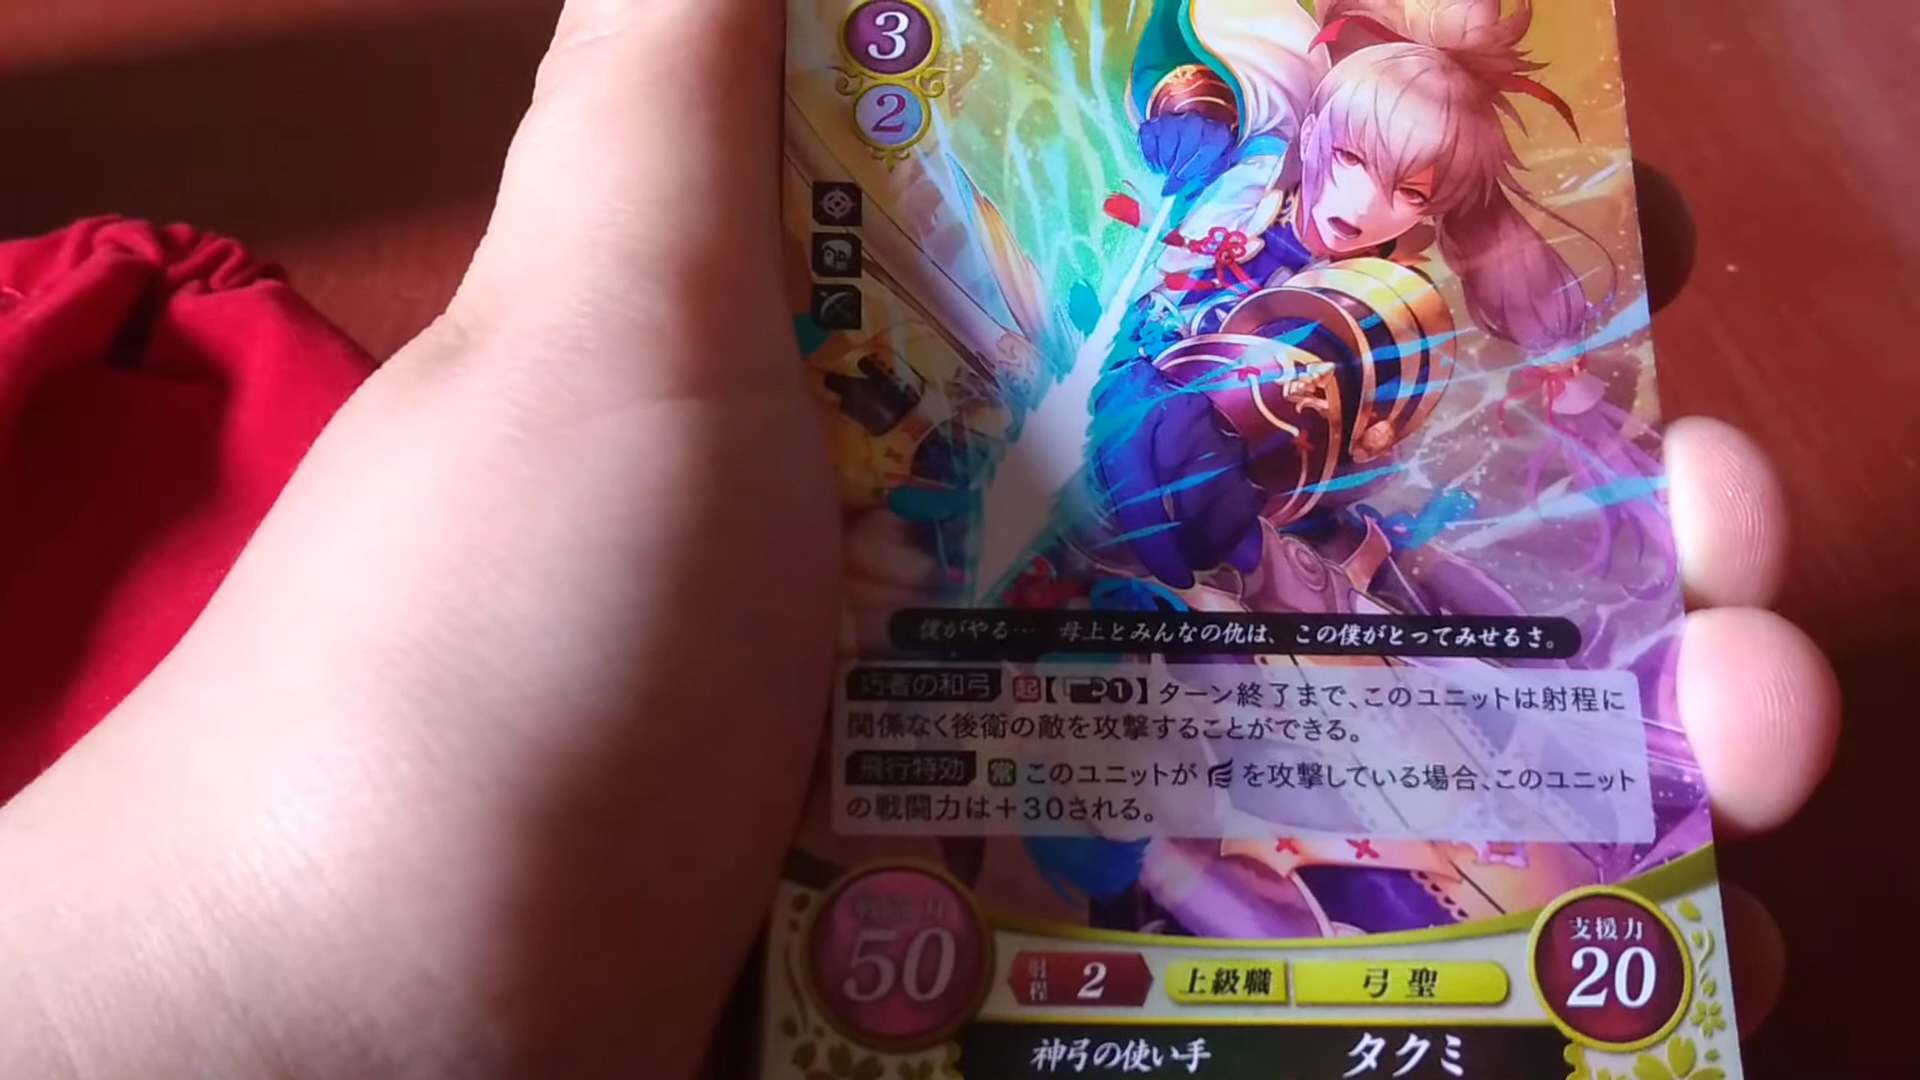 3
2
僕がやる… 母上とみんなの仇は、この僕がとってみせるさ。
巧者の和弓 起【1】ターン終了まで、このユニットは射程に
関係なく後衛の敵を攻撃することができる。
飛行特効 常 このユニットが を攻撃している場合、このユニット
の戦闘力は+30される。
戦闘力
50
射程 2
上級職 弓聖
支援力
20
神弓の使い手 タクミ